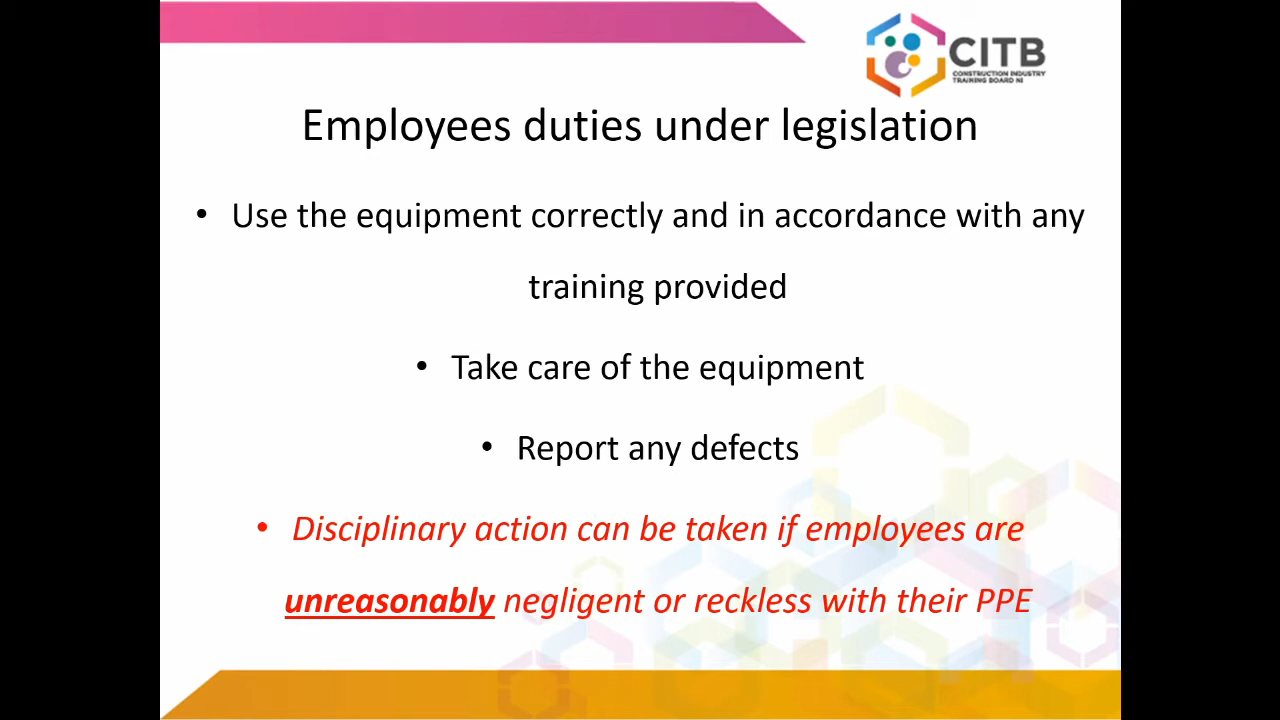 CITB
CONSTRUCTION INDUSTRY
TRAINING BOARD NI
Employees duties under legislation
• Use the equipment correctly and in accordance with any
training provided
• Take care of the equipment
• Report any defects
• Disciplinary action can be taken if employees are
unreasonably negligent or reckless with their PPE